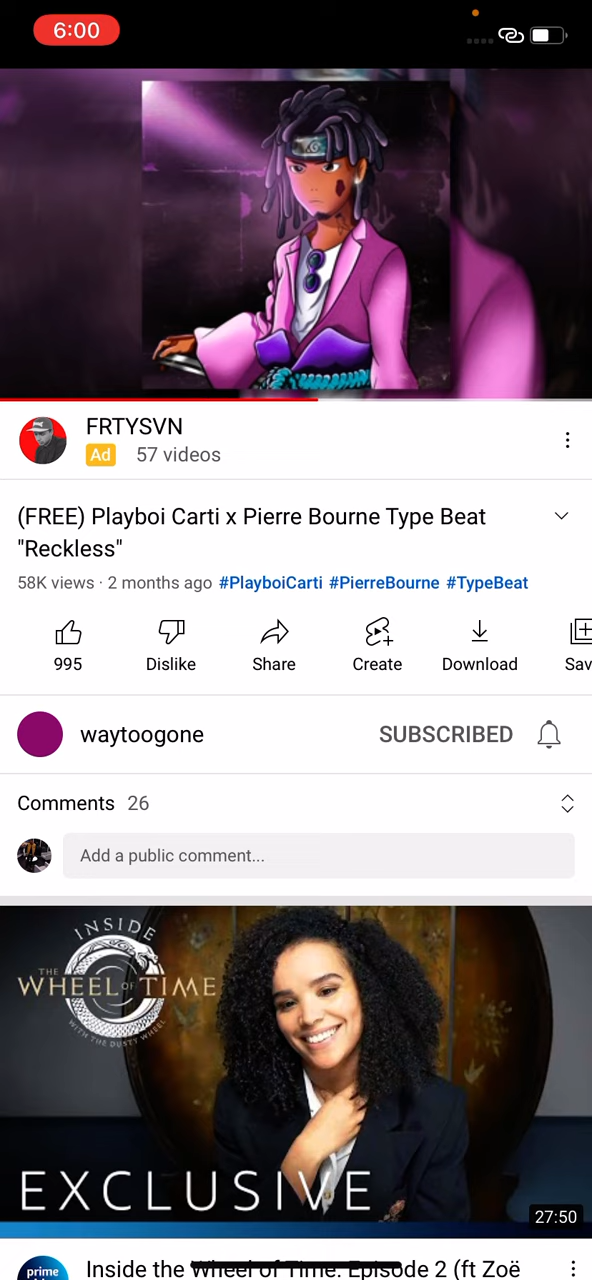 6:00
FRTYSVN
Ad 57 videos
(FREE) Playboi Carti x Pierre Bourne Type Beat
"Reckless"
58K views · 2 months ago #PlayboiCarti #PierreBourne #TypeBeat
995 Dislike Share Create Download Sav
waytoogone SUBSCRIBED
Comments 26
Add a public comment...
INSIDE
THE
WHEEL OF TIME
WITH THE DUSTY WHEEL
EXCLUSIVE
27:50
prime
Inside the Wheel of Time: Episode 2 (ft Zoë